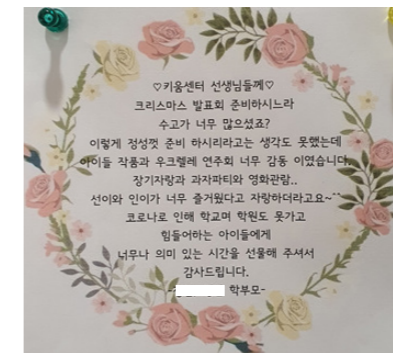 ♡키움센터 선생님들께♡
크리스마스 발표회 준비하시느라
수고가 너무 많으셨죠?
이렇게 정성껏 준비 하시리라고는 생각도 못했는데
아이들 작품과 우크렐레 연주회 너무 감동 이였습니다.
장기자랑과 과자파티와 영화관람..
선이와 인이가 너무 즐거웠다고 자랑하더라고요~^^
코로나로 인해 학교며 학원도 못가고
힘들어하는 아이들에게
너무나 의미 있는 시간을 선물해 주셔서
감사드립니다.
학부모-